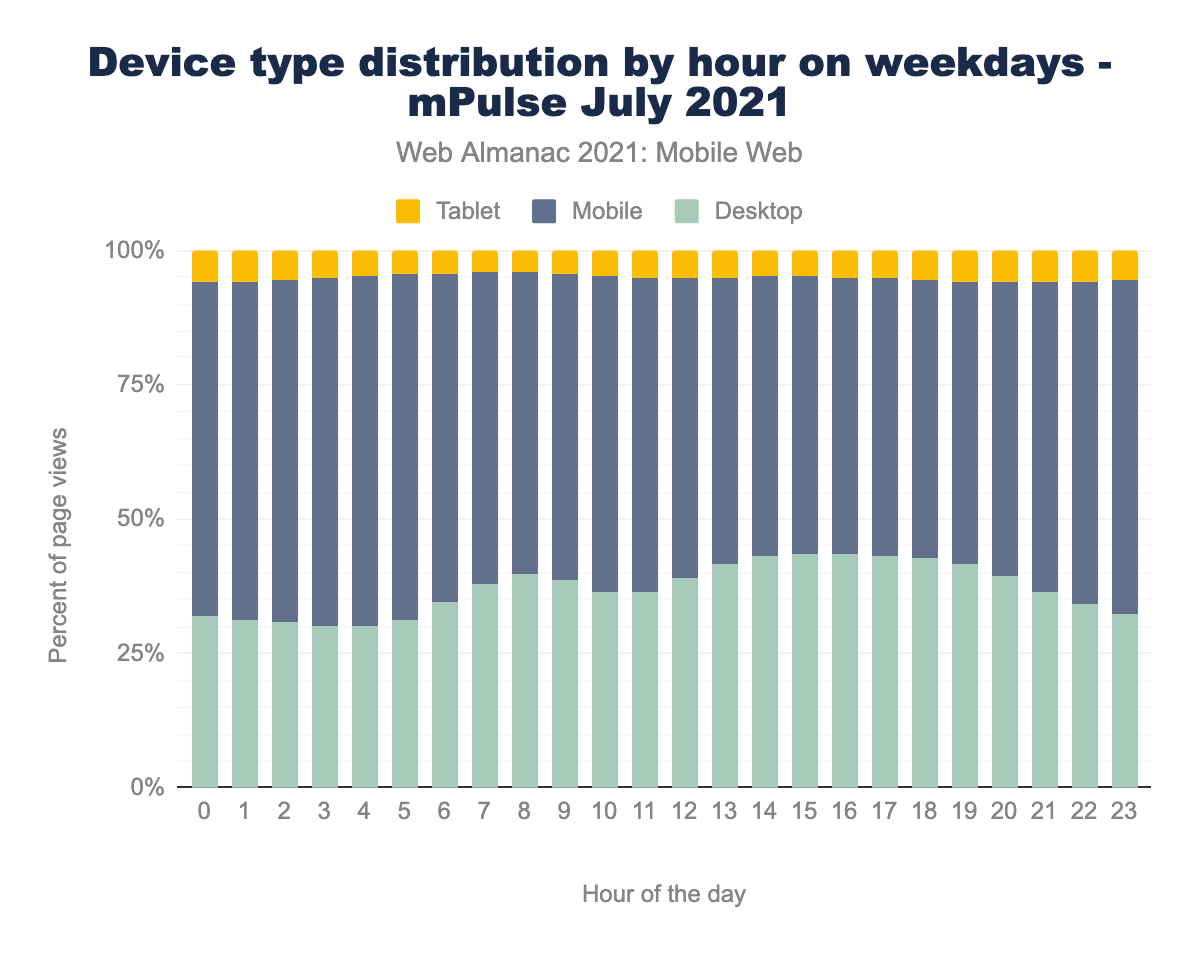 Device type distribution by hour on weekdays -
mPulse July 2021
Web Almanac 2021: Mobile Web
Tablet Mobile Desktop
100%
75%
50%
25%
0%
Percent of page views
0 1 2 3 4 5 6 7 8 9 10 11 12 13 14 15 16 17 18 19 20 21 22 23
Hour of the day